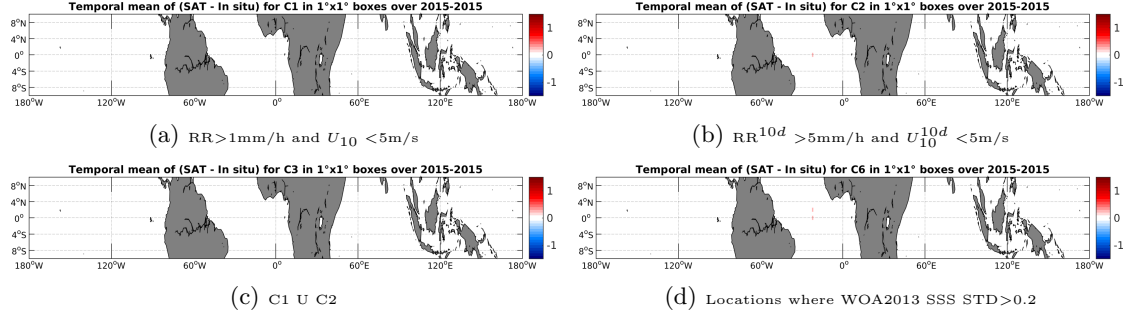 Temporal mean of (SAT - In situ) for C1 in 1°x1° boxes over 2015-2015
8°N
4°N
0°
4°S
8°S
180°W
120°W
60°W
0°
60°E
120°E
180°W
1
0
-1
(a) RR>1mm/h and U10 <5m/s
Temporal mean of (SAT - In situ) for C2 in 1°x1° boxes over 2015-2015
8°N
4°N
0°
4°S
8°S
180°W
120°W
60°W
0°
60°E
120°E
180°W
1
0
-1
(b) RR10d >5mm/h and U10d10 <5m/s
Temporal mean of (SAT - In situ) for C3 in 1°x1° boxes over 2015-2015
8°N
4°N
0°
4°S
8°S
180°W
120°W
60°W
0°
60°E
120°E
180°W
1
0
-1
(c) C1 U C2
Temporal mean of (SAT - In situ) for C6 in 1°x1° boxes over 2015-2015
8°N
4°N
0°
4°S
8°S
180°W
120°W
60°W
0°
60°E
120°E
180°W
1
0
-1
(d) Locations where WOA2013 SSS STD>0.2